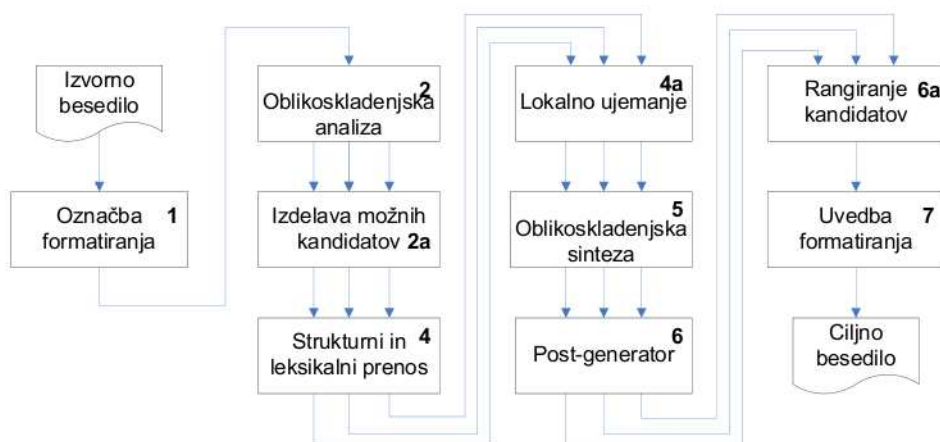 Izvorno
besedilo
Označba 1
formatiranja
2
Oblikoskladenjska
analiza
Izdelava možnih
kandidatov 2a
Strukturni in 4
leksikalni prenos
4a
Lokalno ujemanje
5
Oblikoskladenjska
sinteza
6
Post-generator
Rangiranje 6a
kandidatov
Uvedba 7
formatiranja
Ciljno
besedilo